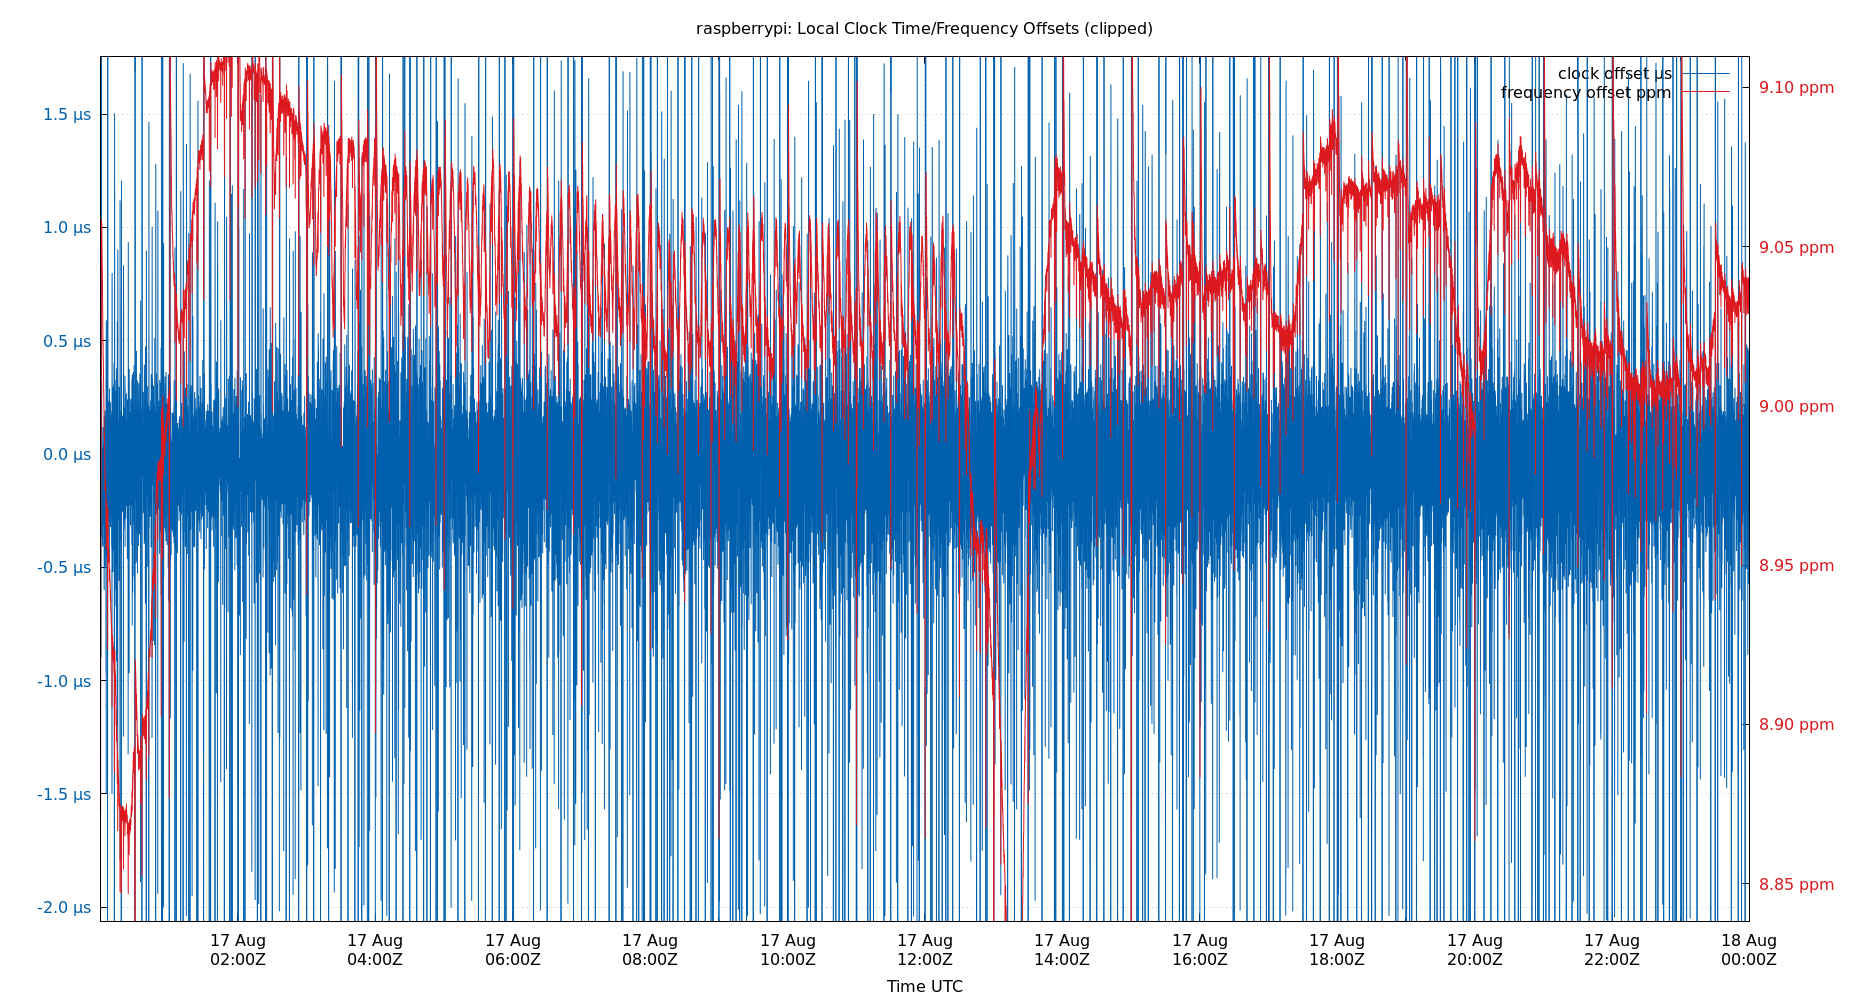 raspberrypi: Local Clock Time/Frequency Offsets (clipped)
clock offset µs
frequency offset ppm
1.5 µs
1.0 µs
0.5 µs
0.0 µs
-0.5 µs
-1.0 µs
-1.5 µs
-2.0 µs
9.10 ppm
9.05 ppm
9.00 ppm
8.95 ppm
8.90 ppm
8.85 ppm
17 Aug 17 Aug 17 Aug 17 Aug 17 Aug 17 Aug 17 Aug 17 Aug 17 Aug 17 Aug 17 Aug 18 Aug
02:00Z 04:00Z 06:00Z 08:00Z 10:00Z 12:00Z 14:00Z 16:00Z 18:00Z 20:00Z 22:00Z 00:00Z
Time UTC